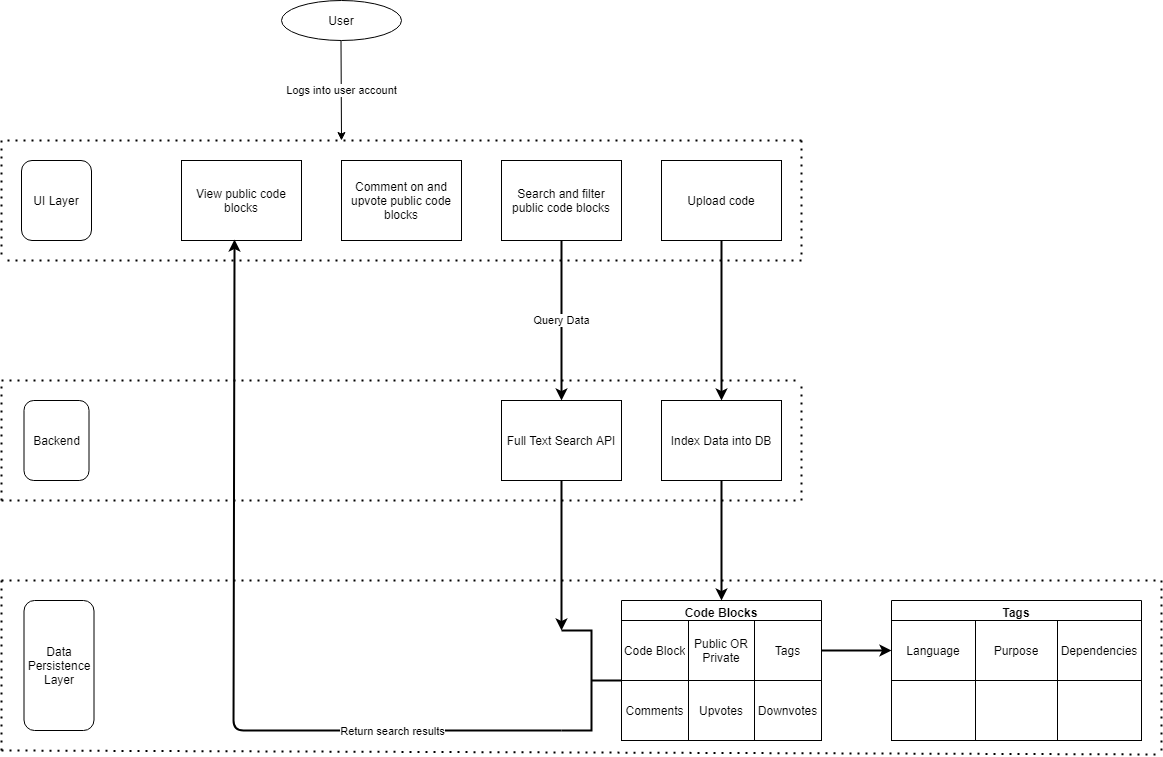 User
Logs into user account
UI Layer
View public code
blocks
Comment on and
upvote public code
blocks
Search and filter
public code blocks
Upload code
Query Data
Backend
Full Text Search API
Index Data into DB
Data
Persistence
Layer
Code Blocks
Code Block
Public OR
Private
Tags
Comments
Upvotes
Downvotes
Tags
Language
Purpose
Dependencies
Return search results